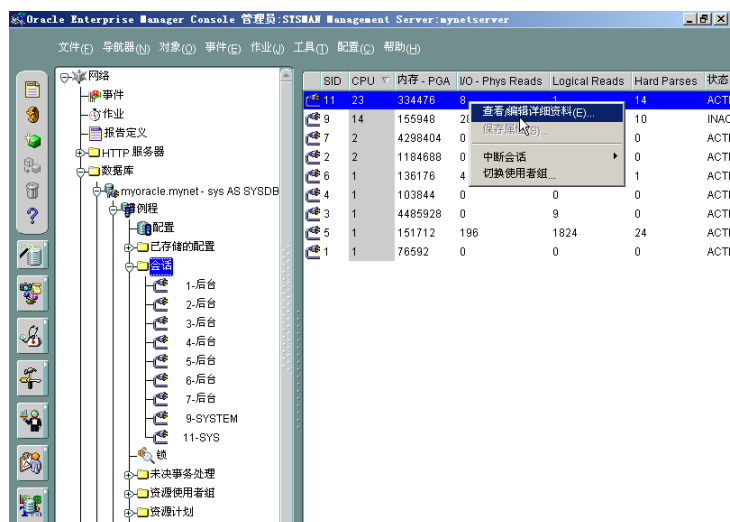 Oracle Enterprise Manager Console 管理员:SYSMAN Management Server:mynetserver
文件(F) 导航器(N) 对象(O) 事件(E) 作业(J) 工具(T) 配置(C) 帮助(H)
网络
事件
作业
报告定义
HTTP 服务器
数据库
myoracle.mynet - sys AS SYSDB
例程
配置
已存储的配置
会话
1-后台
2-后台
3-后台
4-后台
5-后台
6-后台
7-后台
9-SYSTEM
11-SYS
锁
未决事务处理
资源使用者组
资源计划
SID CPU 内存 - PGA I/O - Phys Reads Logical Reads Hard Parses 状态
11 23 334476 8 1 14 ACTI
9 14 155948 10 INAC
7 2 4298404 0 0 ACTI
2 2 1184688 0 0 ACTI
6 1 136176 4 1 ACTI
4 1 103844 0 0 0 ACTI
3 1 4485928 0 9 0 ACTI
5 1 151712 196 1824 24 ACTI
1 1 76592 0 0 0 ACTI
查看/编辑详细资料(E)...
保存属性(S)...
中断会话
切换使用者组...